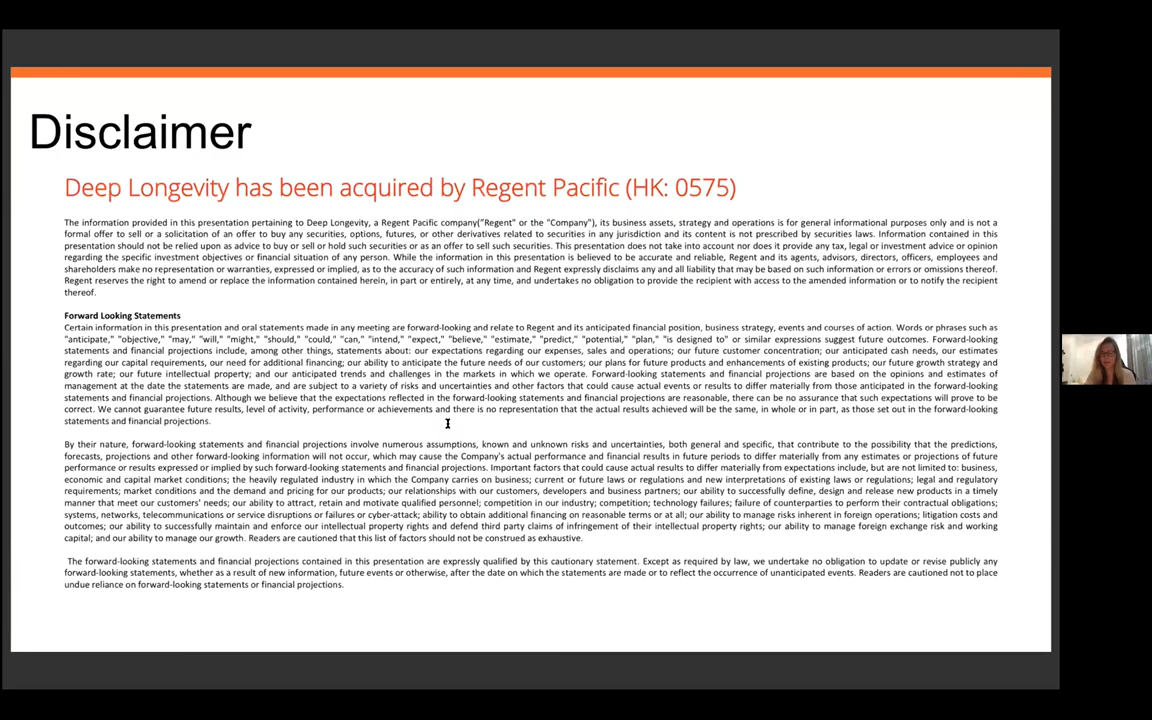 Disclaimer
Deep Longevity has been acquired by Regent Pacific (HK: 0575)
The information provided in this presentation pertaining to Deep Longevity, a Regent Pacific company("Regent" or the "Company"), its business assets, strategy and operations is for general informational purposes only and is not a
formal offer to sell or a solicitation of an offer to buy any securities, options, futures, or other derivatives related to securities in any jurisdiction and its content is not prescribed by securities laws. Information contained in this
presentation should not be relied upon as advice to buy or sell or hold such securities or as an offer to sell such securities. This presentation does not take into account nor does it provide any tax, legal or investment advice or opinion
regarding the specific investment objectives or financial situation of any person. While the information in this presentation is believed to be accurate and reliable, Regent and its agents, advisors, directors, officers, employees and
shareholders make no representation or warranties, expressed or implied, as to the accuracy of such information and Regent expressly disclaims any and all liability that may be based on such information or errors or omissions thereof.
Regent reserves the right to amend or replace the information contained herein, in part or entirely, at any time, and undertakes no obligation to provide the recipient with access to the amended information or to notify the recipient
thereof.
Forward Looking Statements
Certain information in this presentation and oral statements made in any meeting are forward-looking and relate to Regent and its anticipated financial position, business strategy, events and courses of action. Words or phrases such as
"anticipate," "objective," "may," "will," "might," "should," "could," "can," "intend," "expect," "believe," "estimate," "predict," "potential," "plan," "is designed to" or similar expressions suggest future outcomes. Forward-looking
statements and financial projections include, among other things, statements about: our expectations regarding our expenses, sales and operations; our future customer concentration; our anticipated cash needs, our estimates
regarding our capital requirements, our need for additional financing; our ability to anticipate the future needs of our customers; our plans for future products and enhancements of existing products; our future growth strategy and
growth rate; our future intellectual property; and our anticipated trends and challenges in the markets in which we operate. Forward-looking statements and financial projections are based on the opinions and estimates of
management at the date the statements are made, and are subject to a variety of risks and uncertainties and other factors that could cause actual events or results to differ materially from those anticipated in the forward-looking
statements and financial projections. Although we believe that the expectations reflected in the forward-looking statements and financial projections are reasonable, there can be no assurance that such expectations will prove to be
correct. We cannot guarantee future results, level of activity, performance or achievements and there is no representation that the actual results achieved will be the same, in whole or in part, as those set out in the forward-looking
statements and financial projections.
By their nature, forward-looking statements and financial projections involve numerous assumptions, known and unknown risks and uncertainties, both general and specific, that contribute to the possibility that the predictions,
forecasts, projections and other forward-looking information will not occur, which may cause the Company's actual performance and financial results in future periods to differ materially from any estimates or projections of future
performance or results expressed or implied by such forward-looking statements and financial projections. Important factors that could cause actual results to differ materially from expectations include, but are not limited to: business,
economic and capital market conditions; the heavily regulated industry in which the Company carries on business; current or future laws or regulations and new interpretations of existing laws or regulations; legal and regulatory
requirements; market conditions and the demand and pricing for our products; our relationships with our customers, developers and business partners; our ability to successfully define, design and release new products in a timely
manner that meet our customers' needs; our ability to attract, retain and motivate qualified personnel; competition in our industry; competition; technology failures; failure of counterparties to perform their contractual obligations;
systems, networks, telecommunications or service disruptions or failures or cyber-attack; ability to obtain additional financing on reasonable terms or at all; our ability to manage risks inherent in foreign operations; litigation costs and
outcomes; our ability to successfully maintain and enforce our intellectual property rights and defend third party claims of infringement of their intellectual property rights; our ability to manage foreign exchange risk and working
capital; and our ability to manage our growth. Readers are cautioned that this list of factors should not be construed as exhaustive.
The forward-looking statements and financial projections contained in this presentation are expressly qualified by this cautionary statement. Except as required by law, we undertake no obligation to update or revise publicly any
forward-looking statements, whether as a result of new information, future events or otherwise, after the date on which the statements are made or to reflect the occurrence of unanticipated events. Readers are cautioned not to place
undue reliance on forward-looking statements or financial projections.